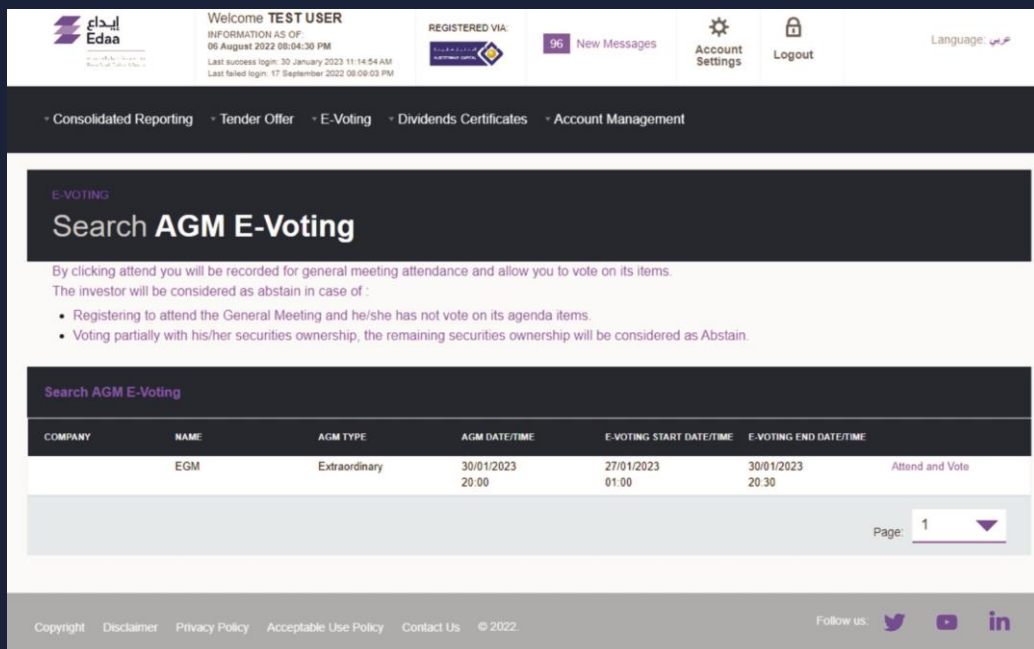 إيداع
Edaa
Welcome TEST USER
INFORMATION AS OF:
06 August 2022 08:04:30 PM
Last success login: 30 January 2023 11:14:54 AM
Last failed login: 17 September 2022 08:09:03 PM
REGISTERED VIA:
96 New Messages
Account Settings
Logout
Language: عربي
Consolidated Reporting Tender Offer E-Voting Dividends Certificates Account Management
E-VOTING
Search AGM E-Voting
By clicking attend you will be recorded for general meeting attendance and allow you to vote on its items.
The investor will be considered as abstain in case of :
• Registering to attend the General Meeting and he/she has not vote on its agenda items.
• Voting partially with his/her securities ownership, the remaining securities ownership will be considered as Abstain.
Search AGM E-Voting
COMPANY NAME AGM TYPE AGM DATE/TIME E-VOTING START DATE/TIME E-VOTING END DATE/TIME
EGM Extraordinary 30/01/2023 27/01/2023 30/01/2023 Attend and Vote
20:00 01:00 20:30
Page: 1
Copyright Disclaimer Privacy Policy Acceptable Use Policy Contact Us © 2022.
Follow us: